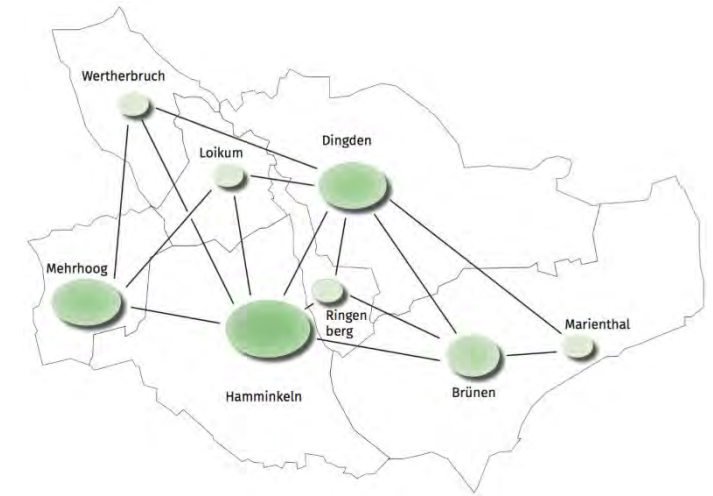 Wertherbruch
Dingden
Loikum
Mehrhoog
Ringen
berg
Marienthal
Hamminkeln
Brünen